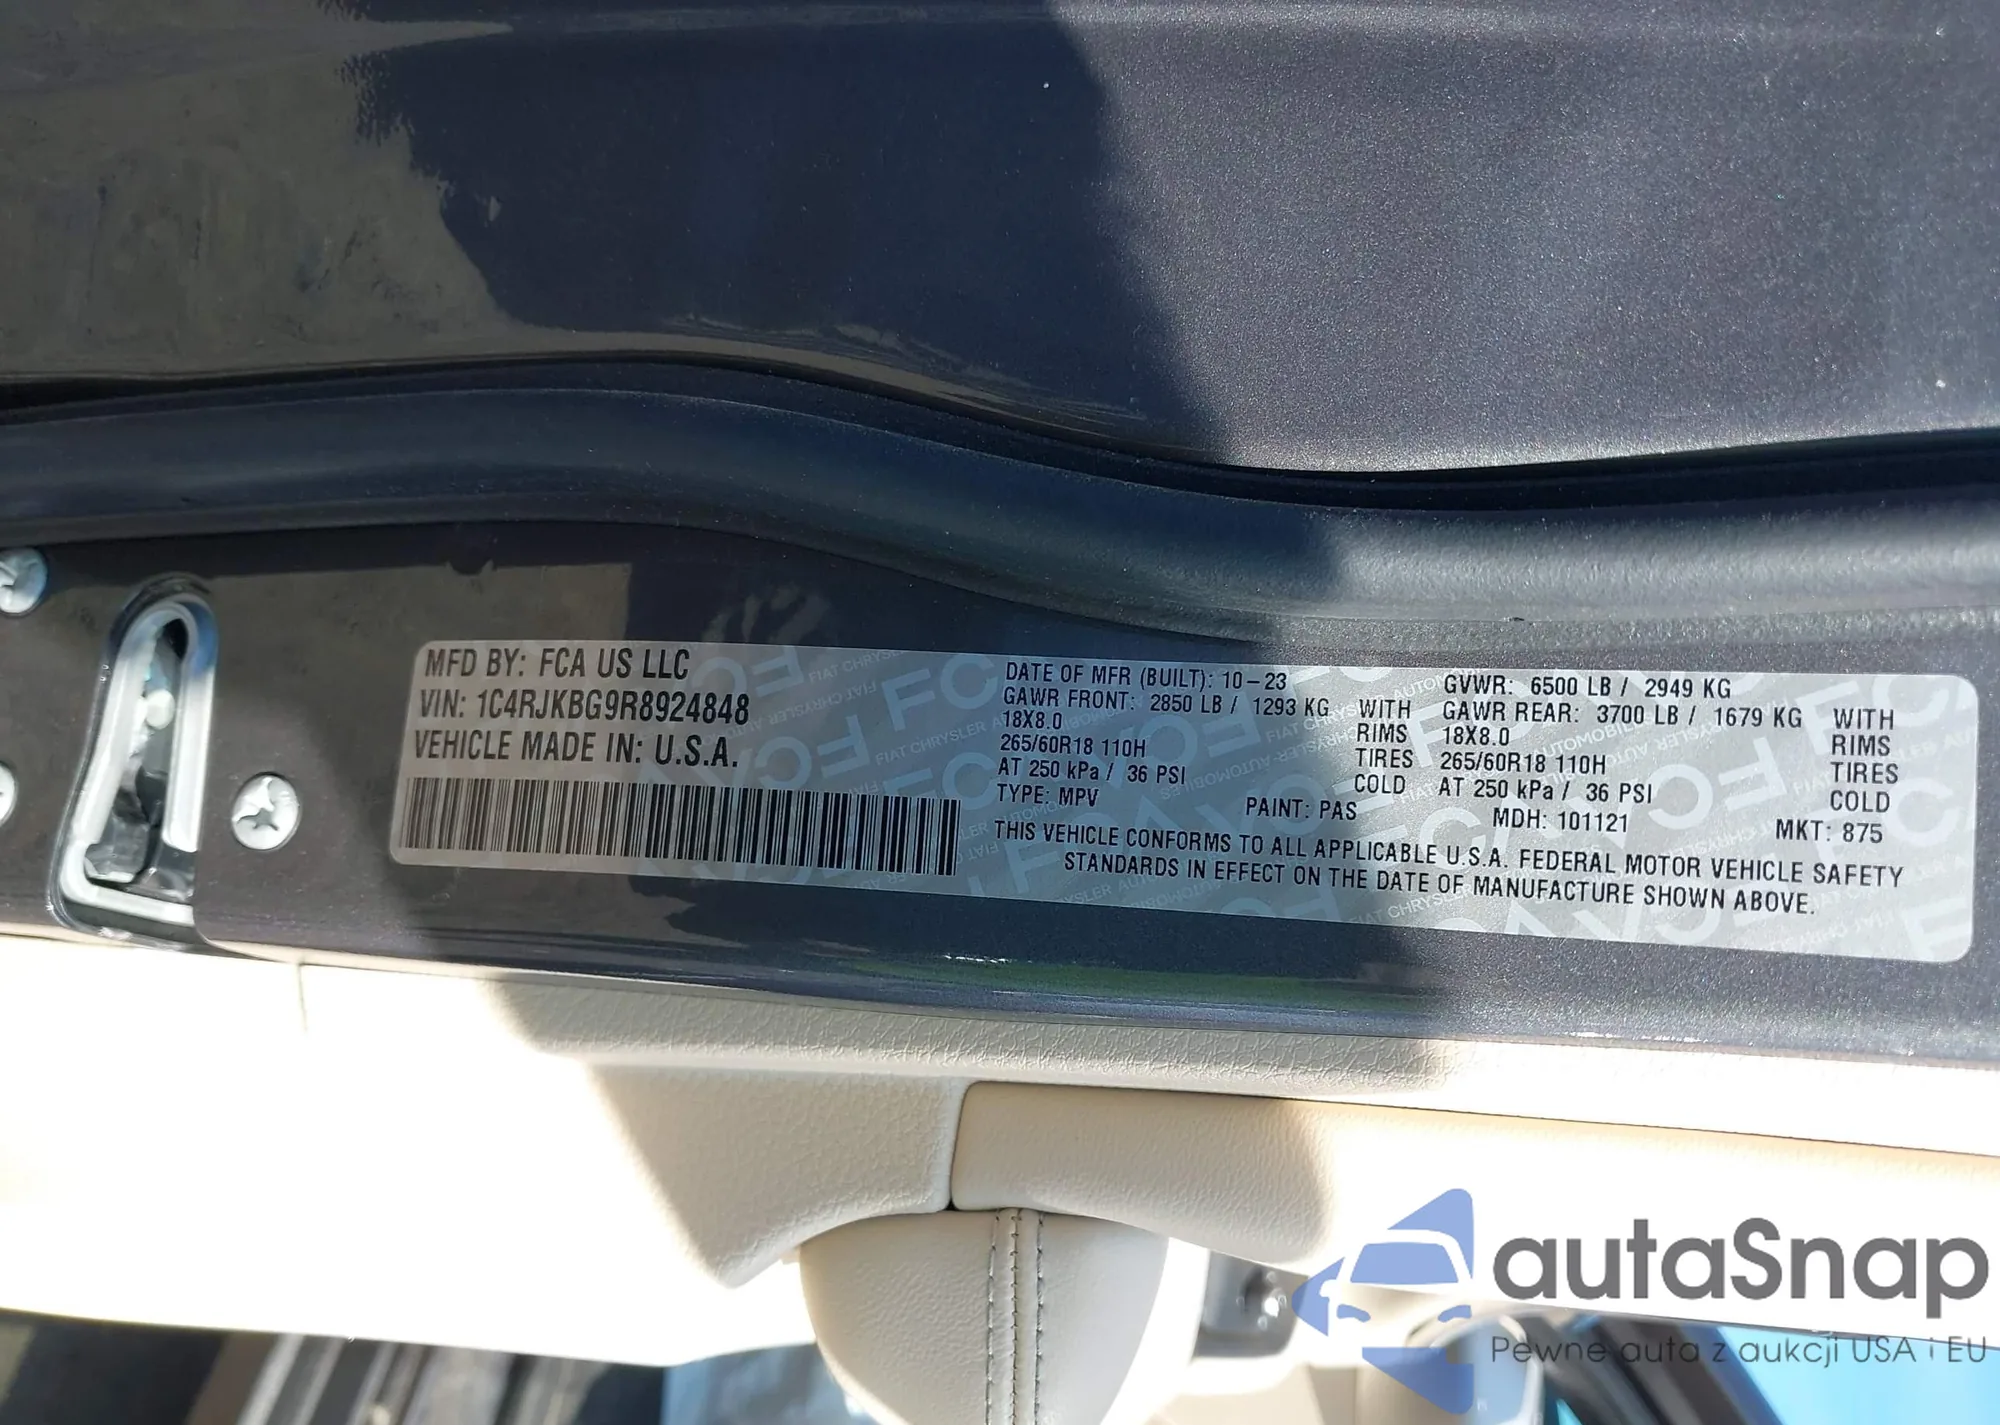 MFD BY: FCA US LLC
VIN: 1C4RJKBG9R8924848
VEHICLE MADE IN: U.S.A.
DATE OF MFR (BUILT): 10-23
GAWR FRONT: 2850 LB / 1293 KG WITH
18X8.0 RIMS
265/60R18 110H TIRES
AT 250 kPa / 36 PSI COLD
GVWR: 6500 LB / 2949 KG
GAWR REAR: 3700 LB / 1679 KG WITH
18X8.0 RIMS
265/60R18 110H TIRES
AT 250 kPa / 36 PSI COLD
TYPE: MPV PAINT: PAS MDH: 101121 MKT: 875
THIS VEHICLE CONFORMS TO ALL APPLICABLE U.S.A. FEDERAL MOTOR VEHICLE SAFETY
STANDARDS IN EFFECT ON THE DATE OF MANUFACTURE SHOWN ABOVE.
autaSnap
Pewne auta z aukcji USA i EU